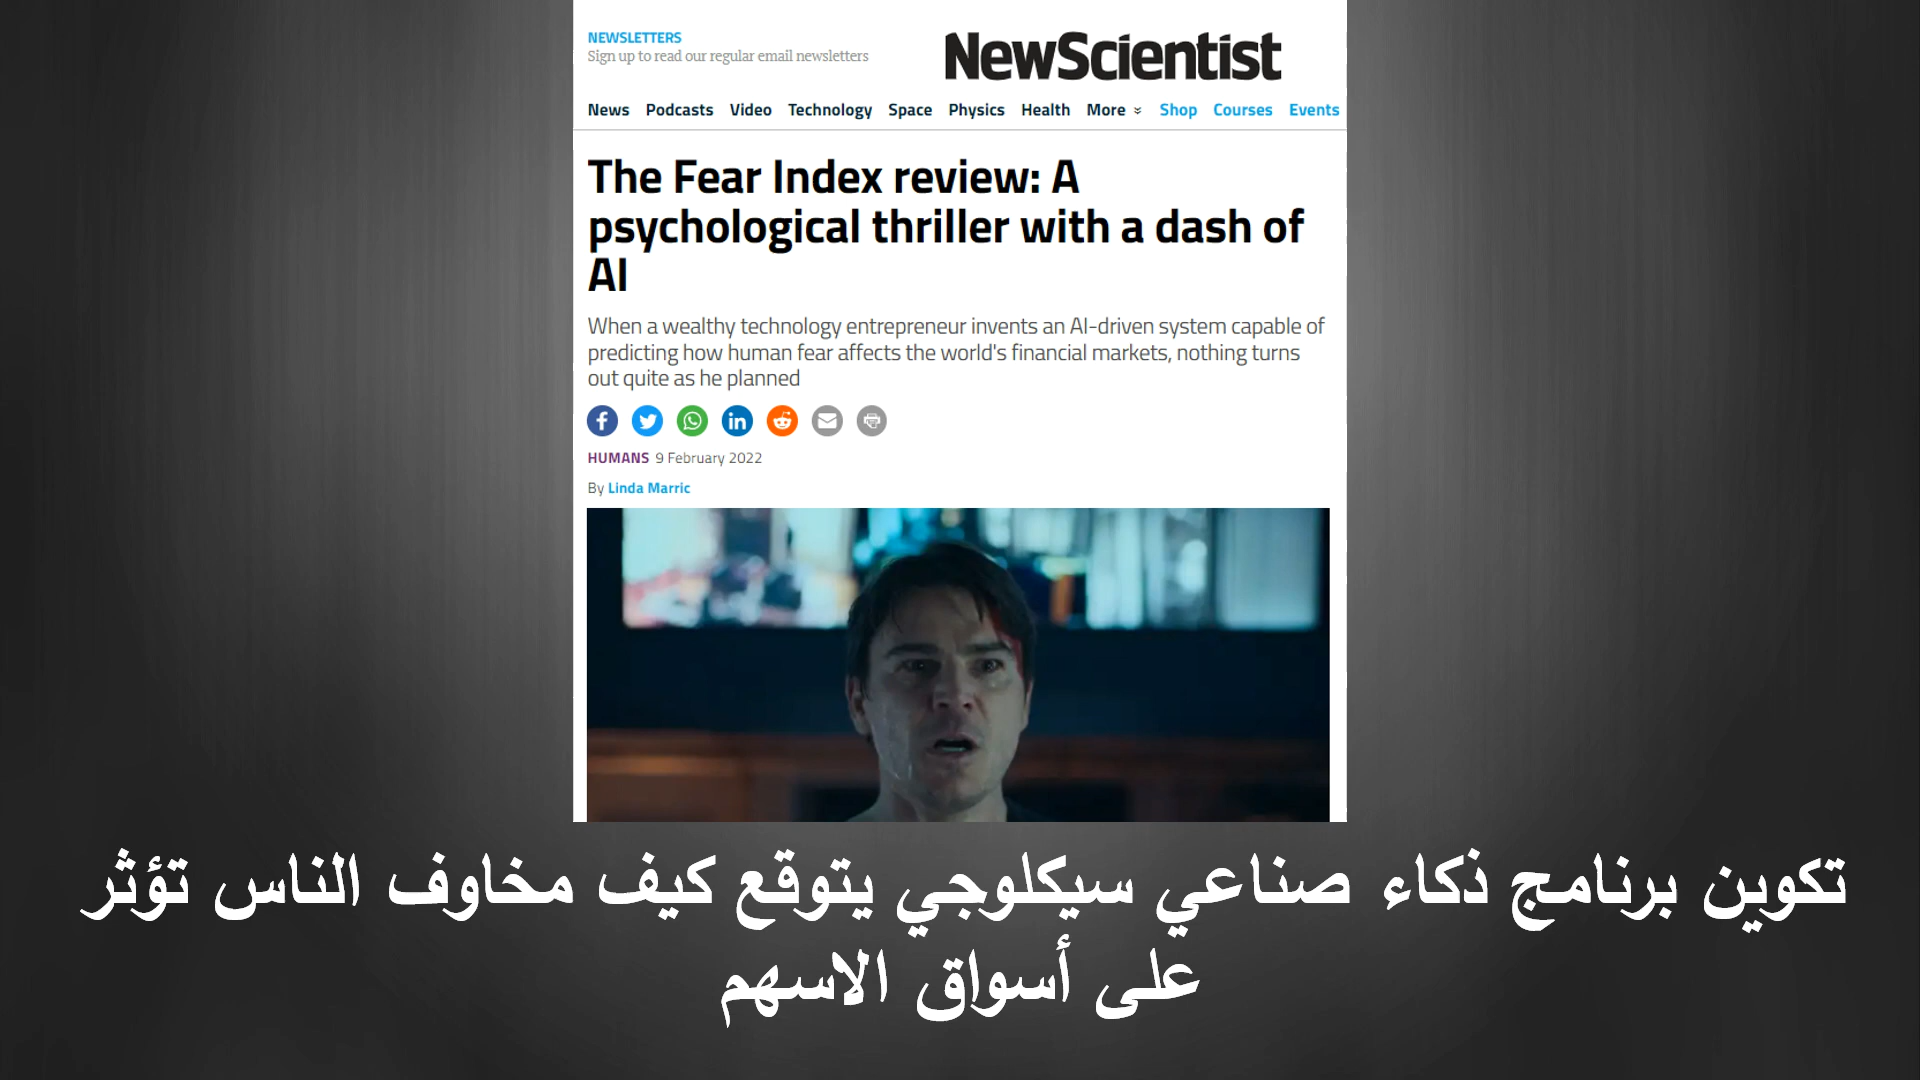 NEWSLETTERS
Sign up to read our regular email newsletters
NewScientist
News Podcasts Video Technology Space Physics Health More Shop Courses Events
The Fear Index review: A
psychological thriller with a dash of
AI
When a wealthy technology entrepreneur invents an AI-driven system capable of
predicting how human fear affects the world's financial markets, nothing turns
out quite as he planned
HUMANS 9 February 2022
By Linda Marric
تكوين برنامج ذكاء صناعي سيكلوجي يتوقع كيف مخاوف الناس تؤثر
على أسواق الاسهم